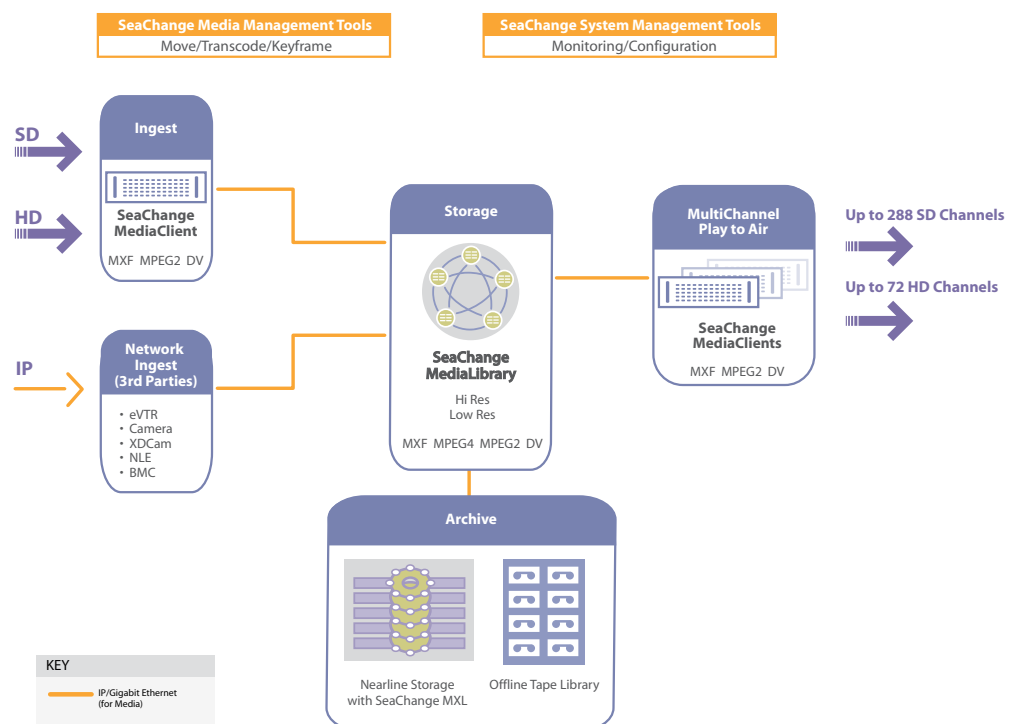 SeaChange Media Management Tools
Move/Transcode/Keyframe
SeaChange System Management Tools
Monitoring/Configuration
SD
HD
Ingest
SeaChange
MediaClient
MXF MPEG2 DV
IP
Network
Ingest
(3rd Parties)
• eVTR
• Camera
• XDCam
• NLE
• BMC
Storage
SeaChange
MediaLibrary
Hi Res
Low Res
MXF MPEG4 MPEG2 DV
MultiChannel
Play to Air
SeaChange
MediaClients
MXF MPEG2 DV
Up to 288 SD Channels
Up to 72 HD Channels
Archive
Nearline Storage
with SeaChange MXL
Offline Tape Library
KEY
IP/Gigabit Ethernet
(for Media)